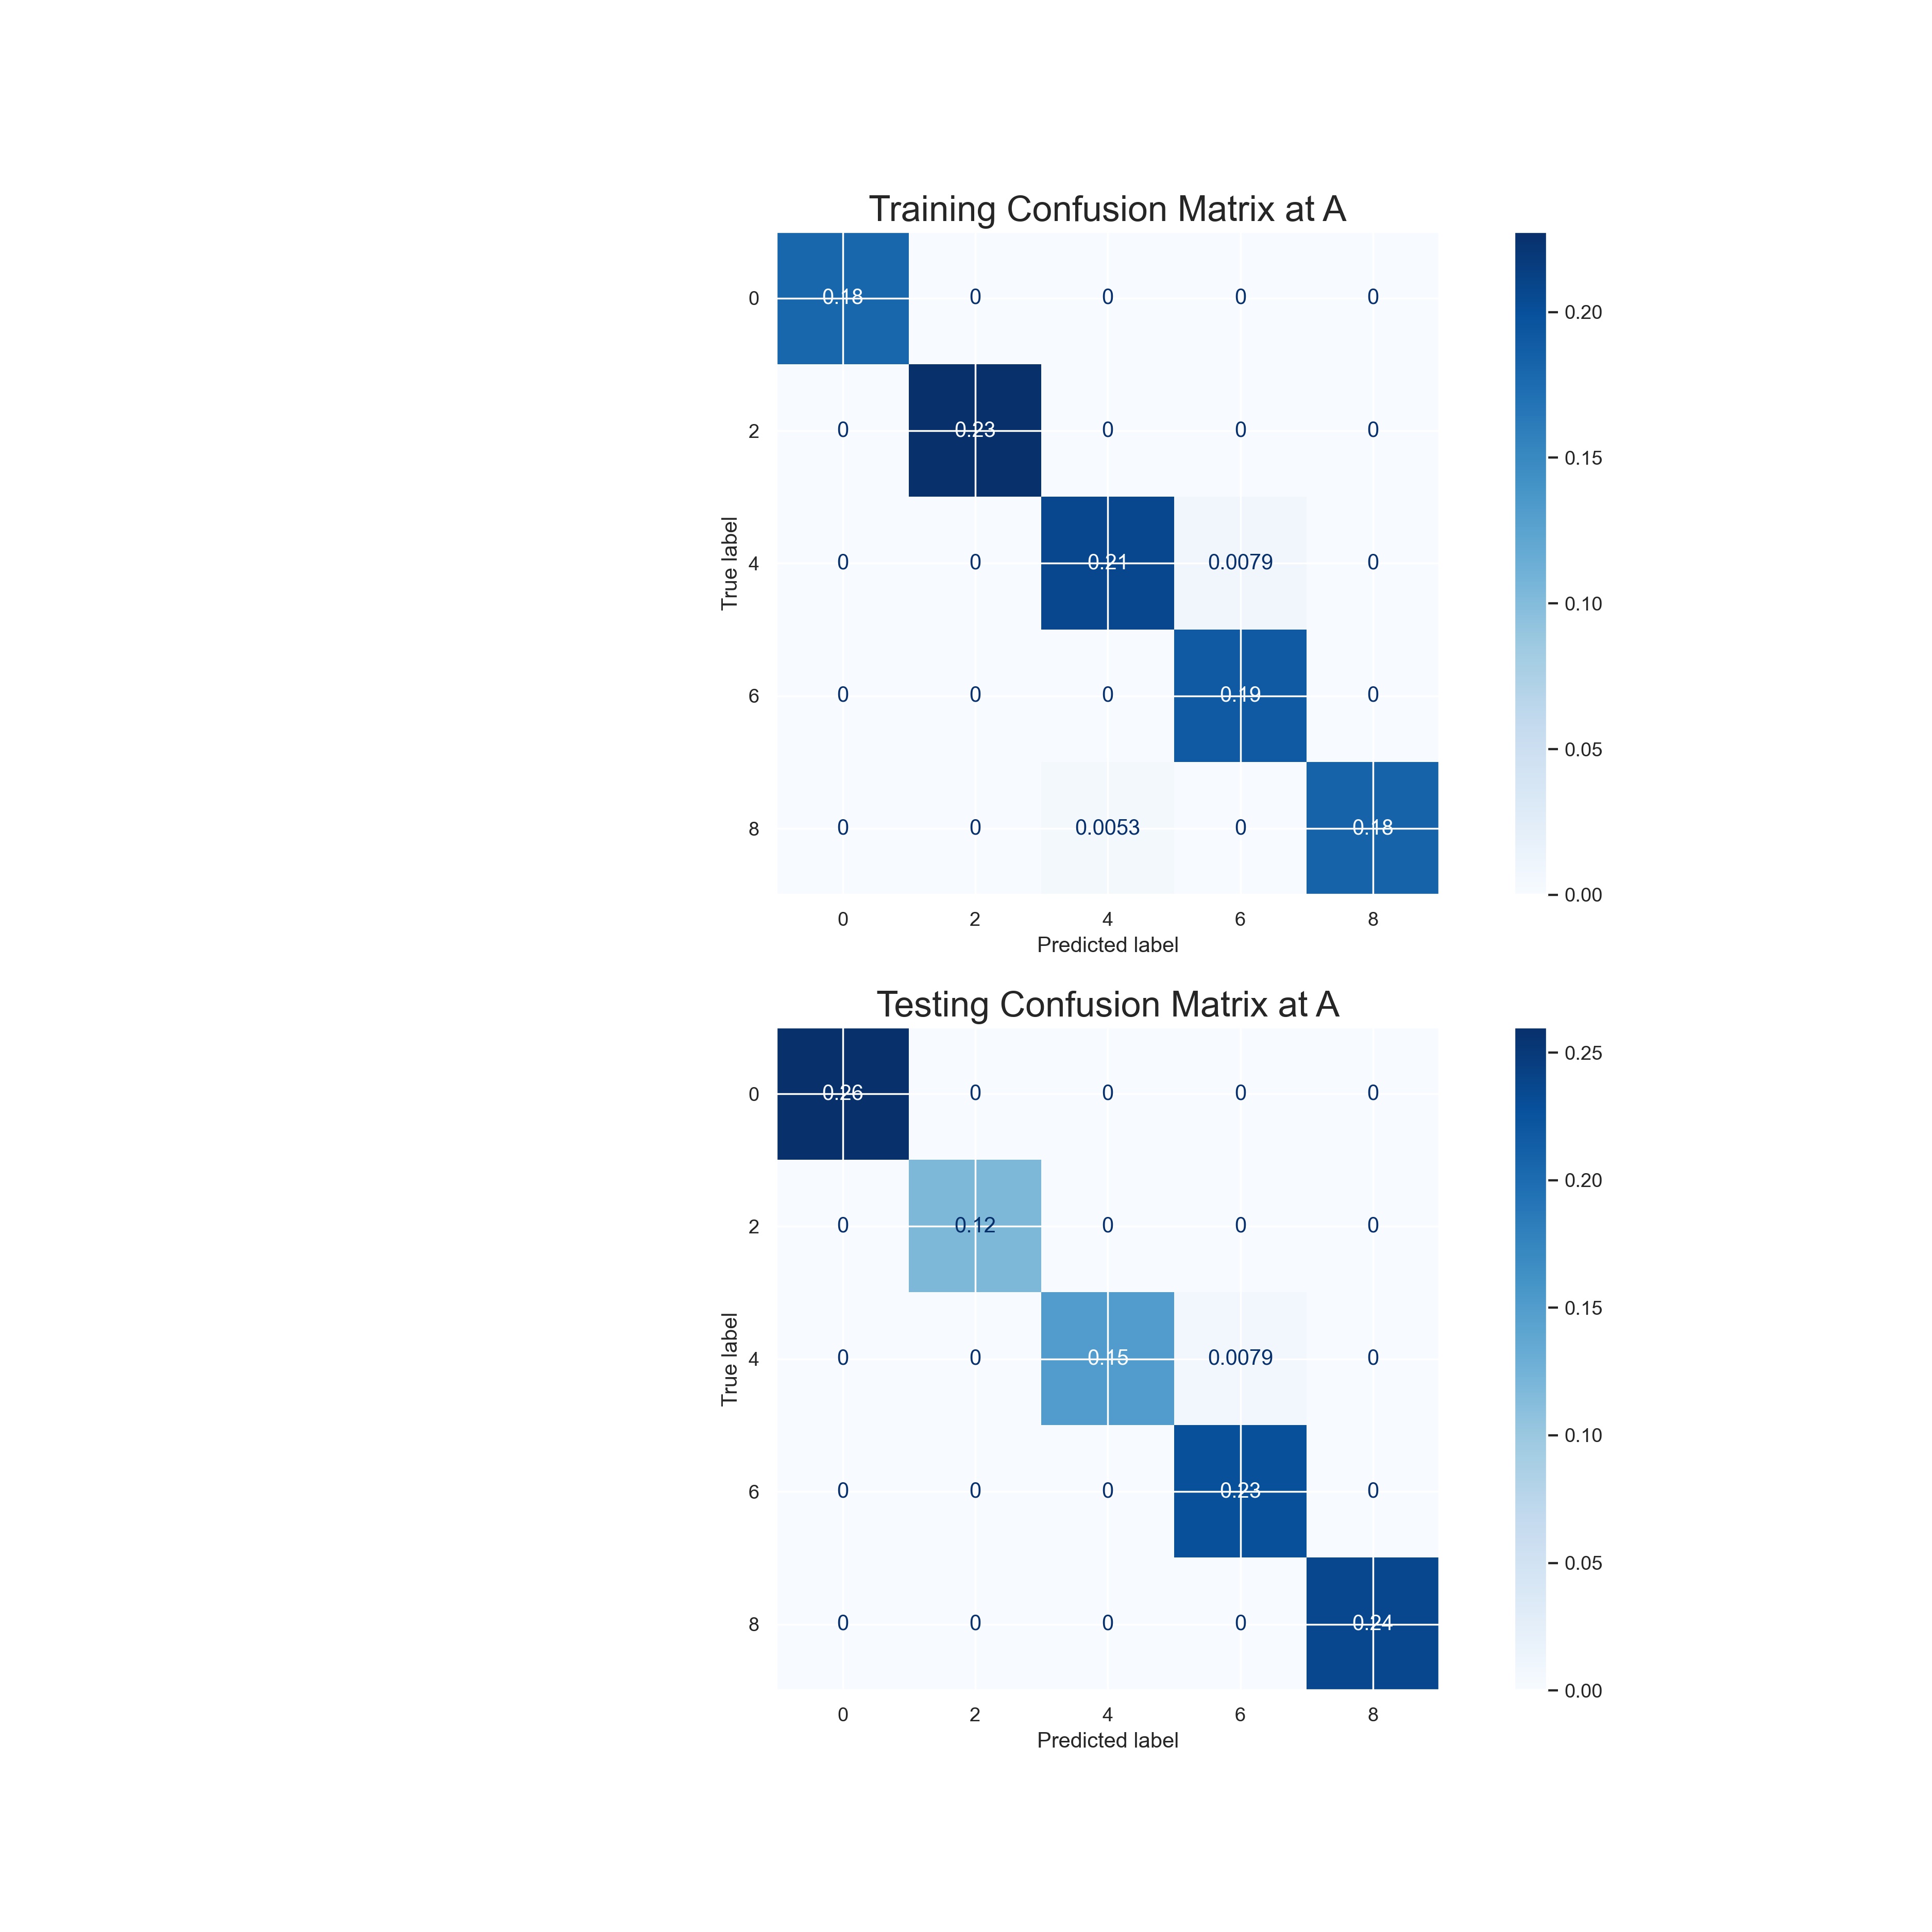 Training Confusion Matrix at A
0 0.18 0 0 0 0
2 0 0.23 0 0 0
True label
4 0 0 0.21 0.0079 0
6 0 0 0 0.19 0
8 0 0 0.0053 0 0.18
0 2 4 6 8
Predicted label
0.20
0.15
0.10
0.05
0.00
Testing Confusion Matrix at A
0 0.26 0 0 0 0
2 0 0.12 0 0 0
True label
4 0 0 0.15 0.0079 0
6 0 0 0 0.23 0
8 0 0 0 0 0.24
0 2 4 6 8
Predicted label
0.25
0.20
0.15
0.10
0.05
0.00